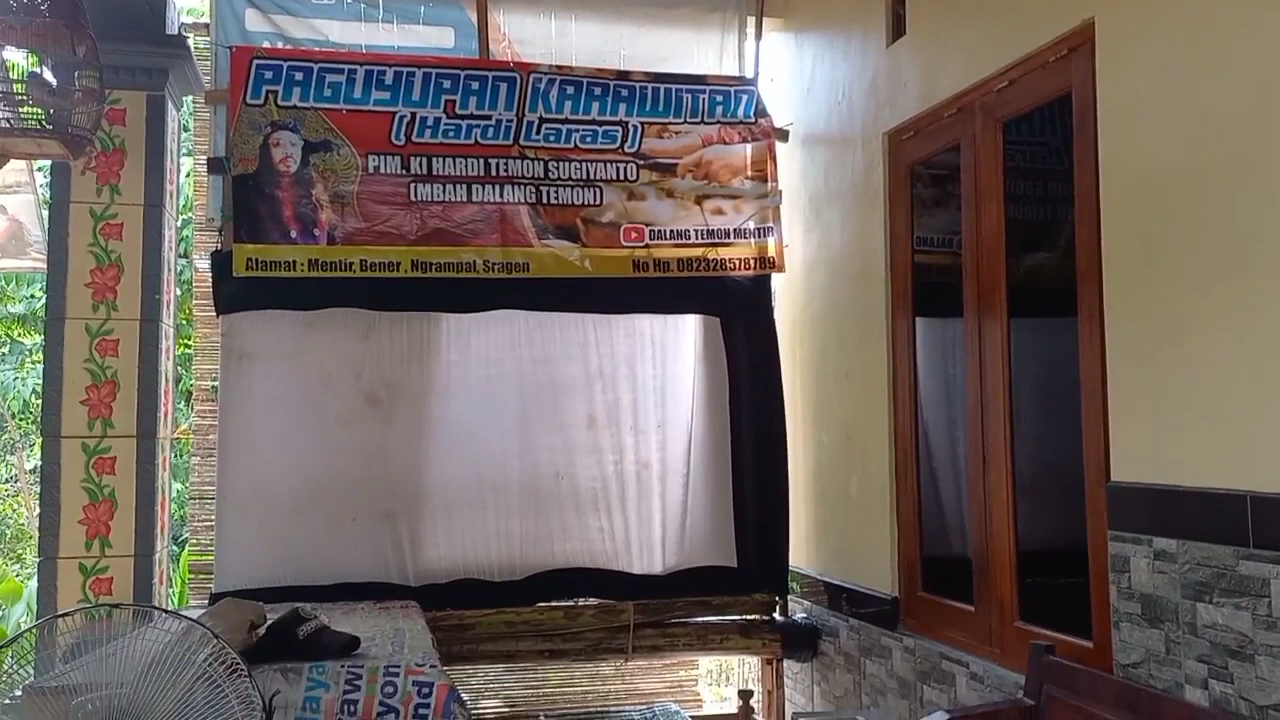 PAGUYUPAN KARAWITAN
( Hardi Laras )
PIM. KI HARDI TEMON SUGIYANTO
(MBAH DALANG TEMON)
DALANG TEMON MENTIR
Alamat : Mentir, Bener , Ngrampal, Sragen
No Hp. 082328578789